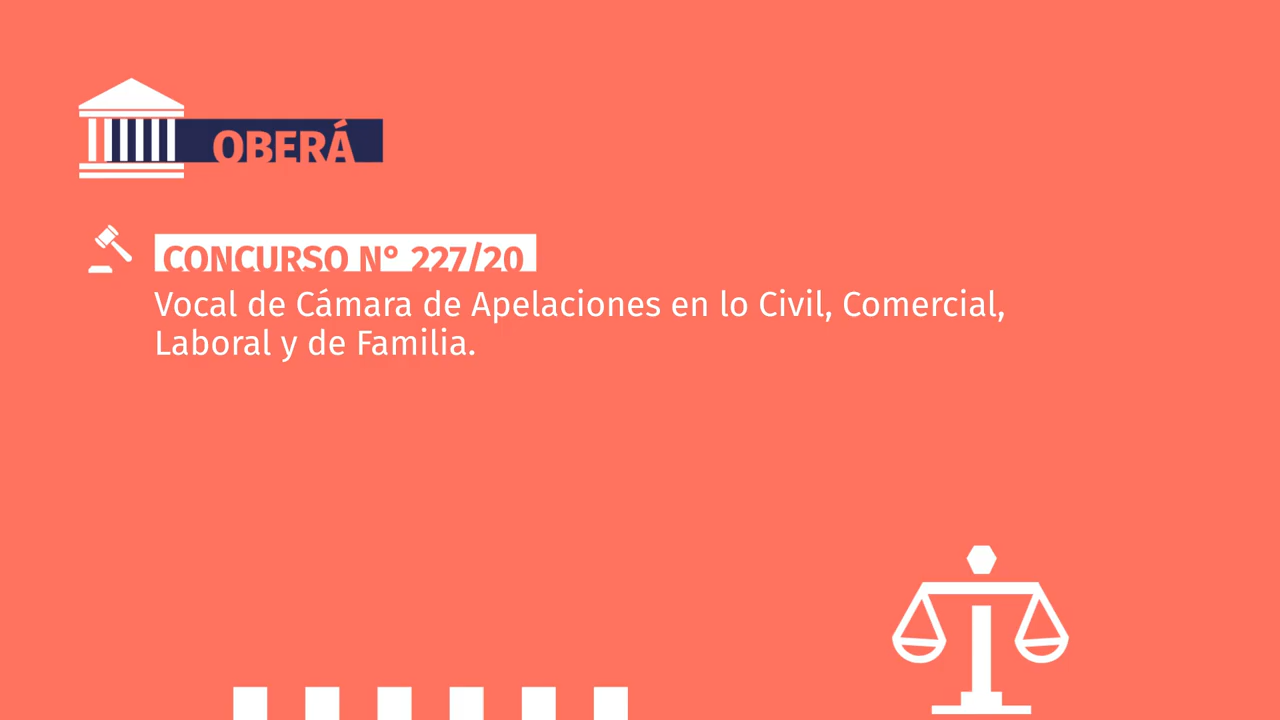 OBERÁ
CONCURSO N° 227/20
Vocal de Cámara de Apelaciones en lo Civil, Comercial,
Laboral y de Familia.